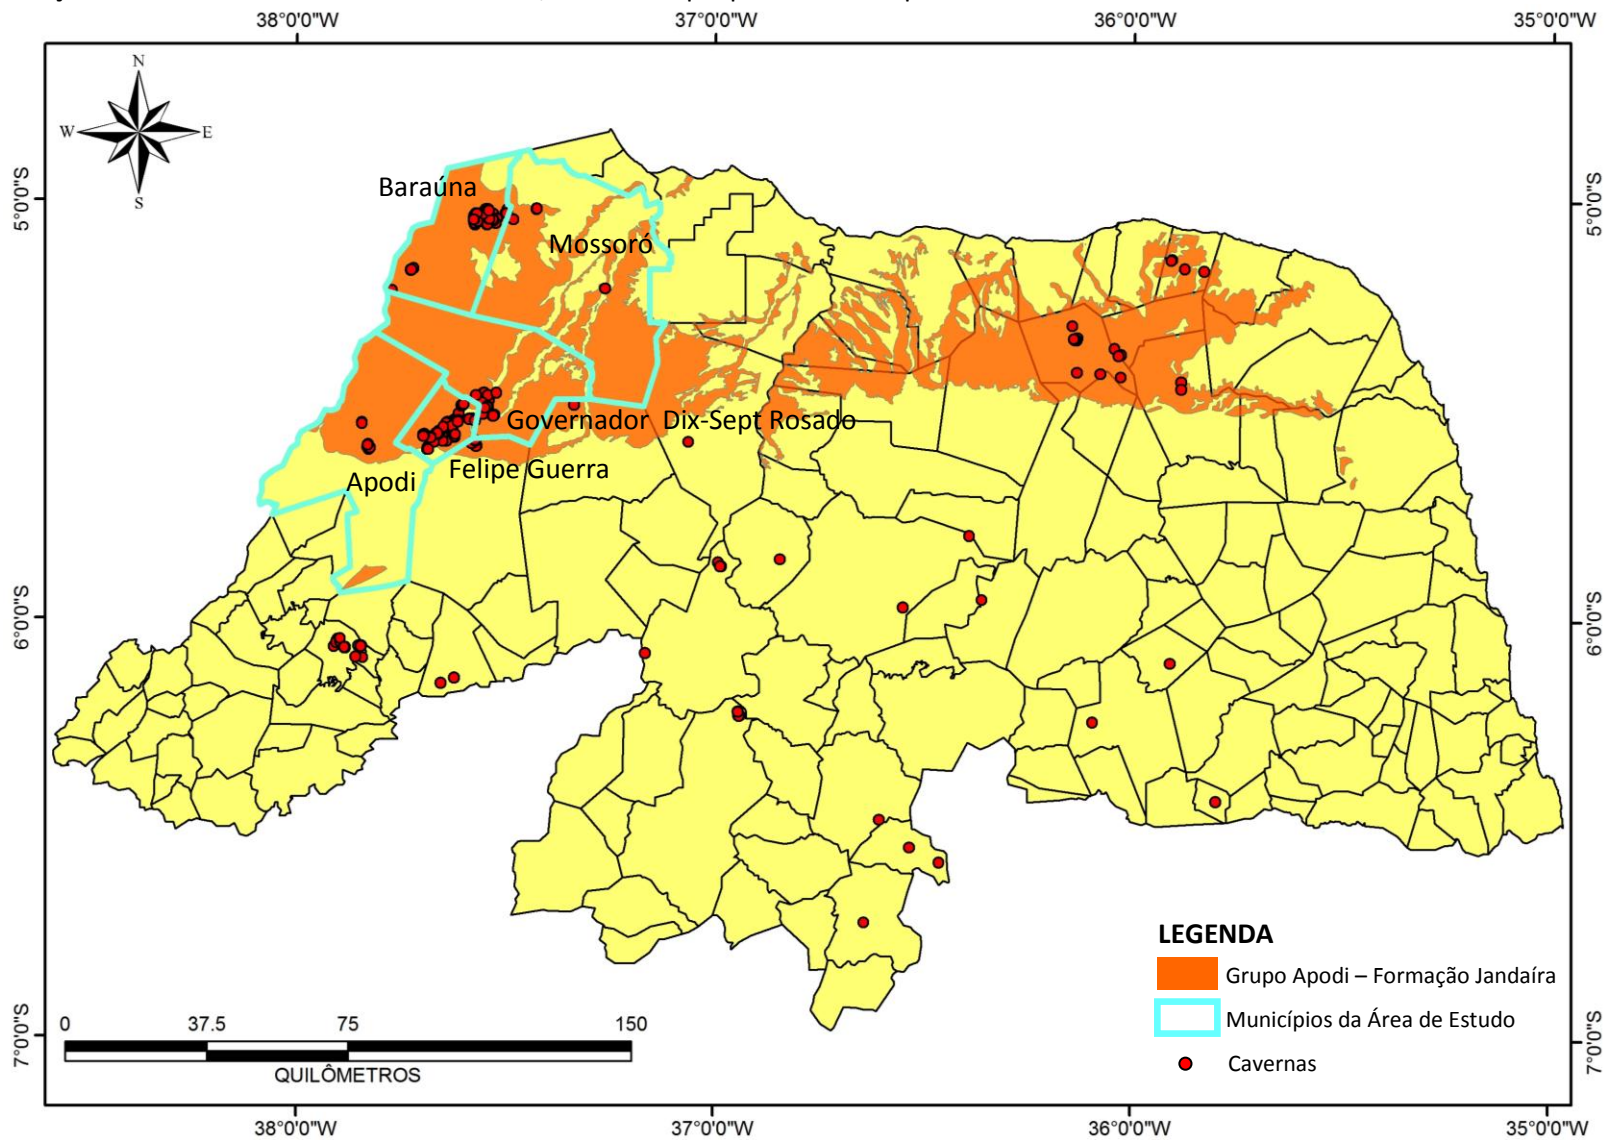 38°0'0"W 37°0'0"W 36°0'0"W 35°0'0"W
N
W E
S
5°0'0"S
5°0'0"S
Baraúna
Mossoró
Governador Dix-Sept Rosado
Felipe Guerra
Apodi
6°0'0"S
6°0'0"S
LEGENDA
Grupo Apodi – Formação Jandaíra
Municípios da Área de Estudo
Cavernas
0 37.5 75 150
QUILÔMETROS
7°0'0"S
7°0'0"S
38°0'0"W 37°0'0"W 36°0'0"W 35°0'0"W